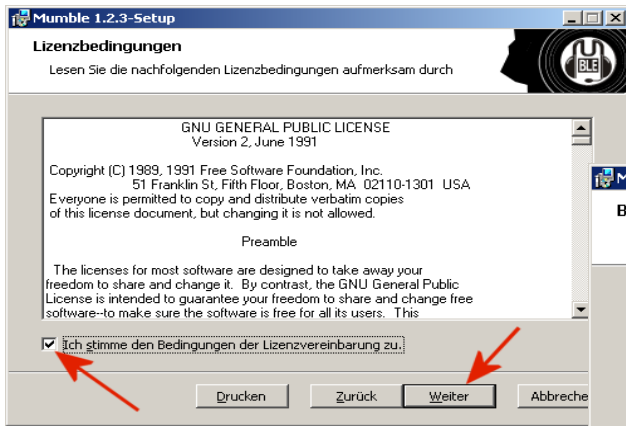 Mumble 1.2.3-Setup
Lizenzbedingungen
Lesen Sie die nachfolgenden Lizenzbedingungen aufmerksam durch
BLE
GNU GENERAL PUBLIC LICENSE
Version 2, June 1991
Copyright (C) 1989, 1991 Free Software Foundation, Inc.
51 Franklin St, Fifth Floor, Boston, MA 02110-1301 USA
Everyone is permitted to copy and distribute verbatim copies
of this license document, but changing it is not allowed.
Preamble
The licenses for most software are designed to take away your
freedom to share and change it. By contrast, the GNU General Public
License is intended to guarantee your freedom to share and change free
software--to make sure the software is free for all its users. This
Ich stimme den Bedingungen der Lizenzvereinbarung zu.
Drucken
Zurück
Weiter
Abbreche
M
B